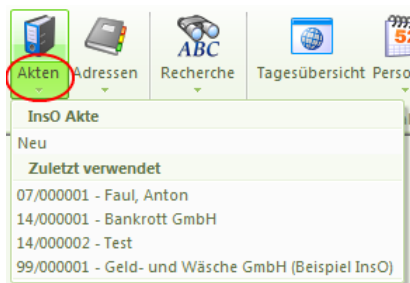 ABC
52
Akten Adressen Recherche Tagesübersicht
InsO Akte
Neu
Zuletzt verwendet
07/000001 - Faul, Anton
14/000001 - Bankrott GmbH
14/000002 - Test
99/000001 - Geld- und Wäsche GmbH (Beispiel InsO)